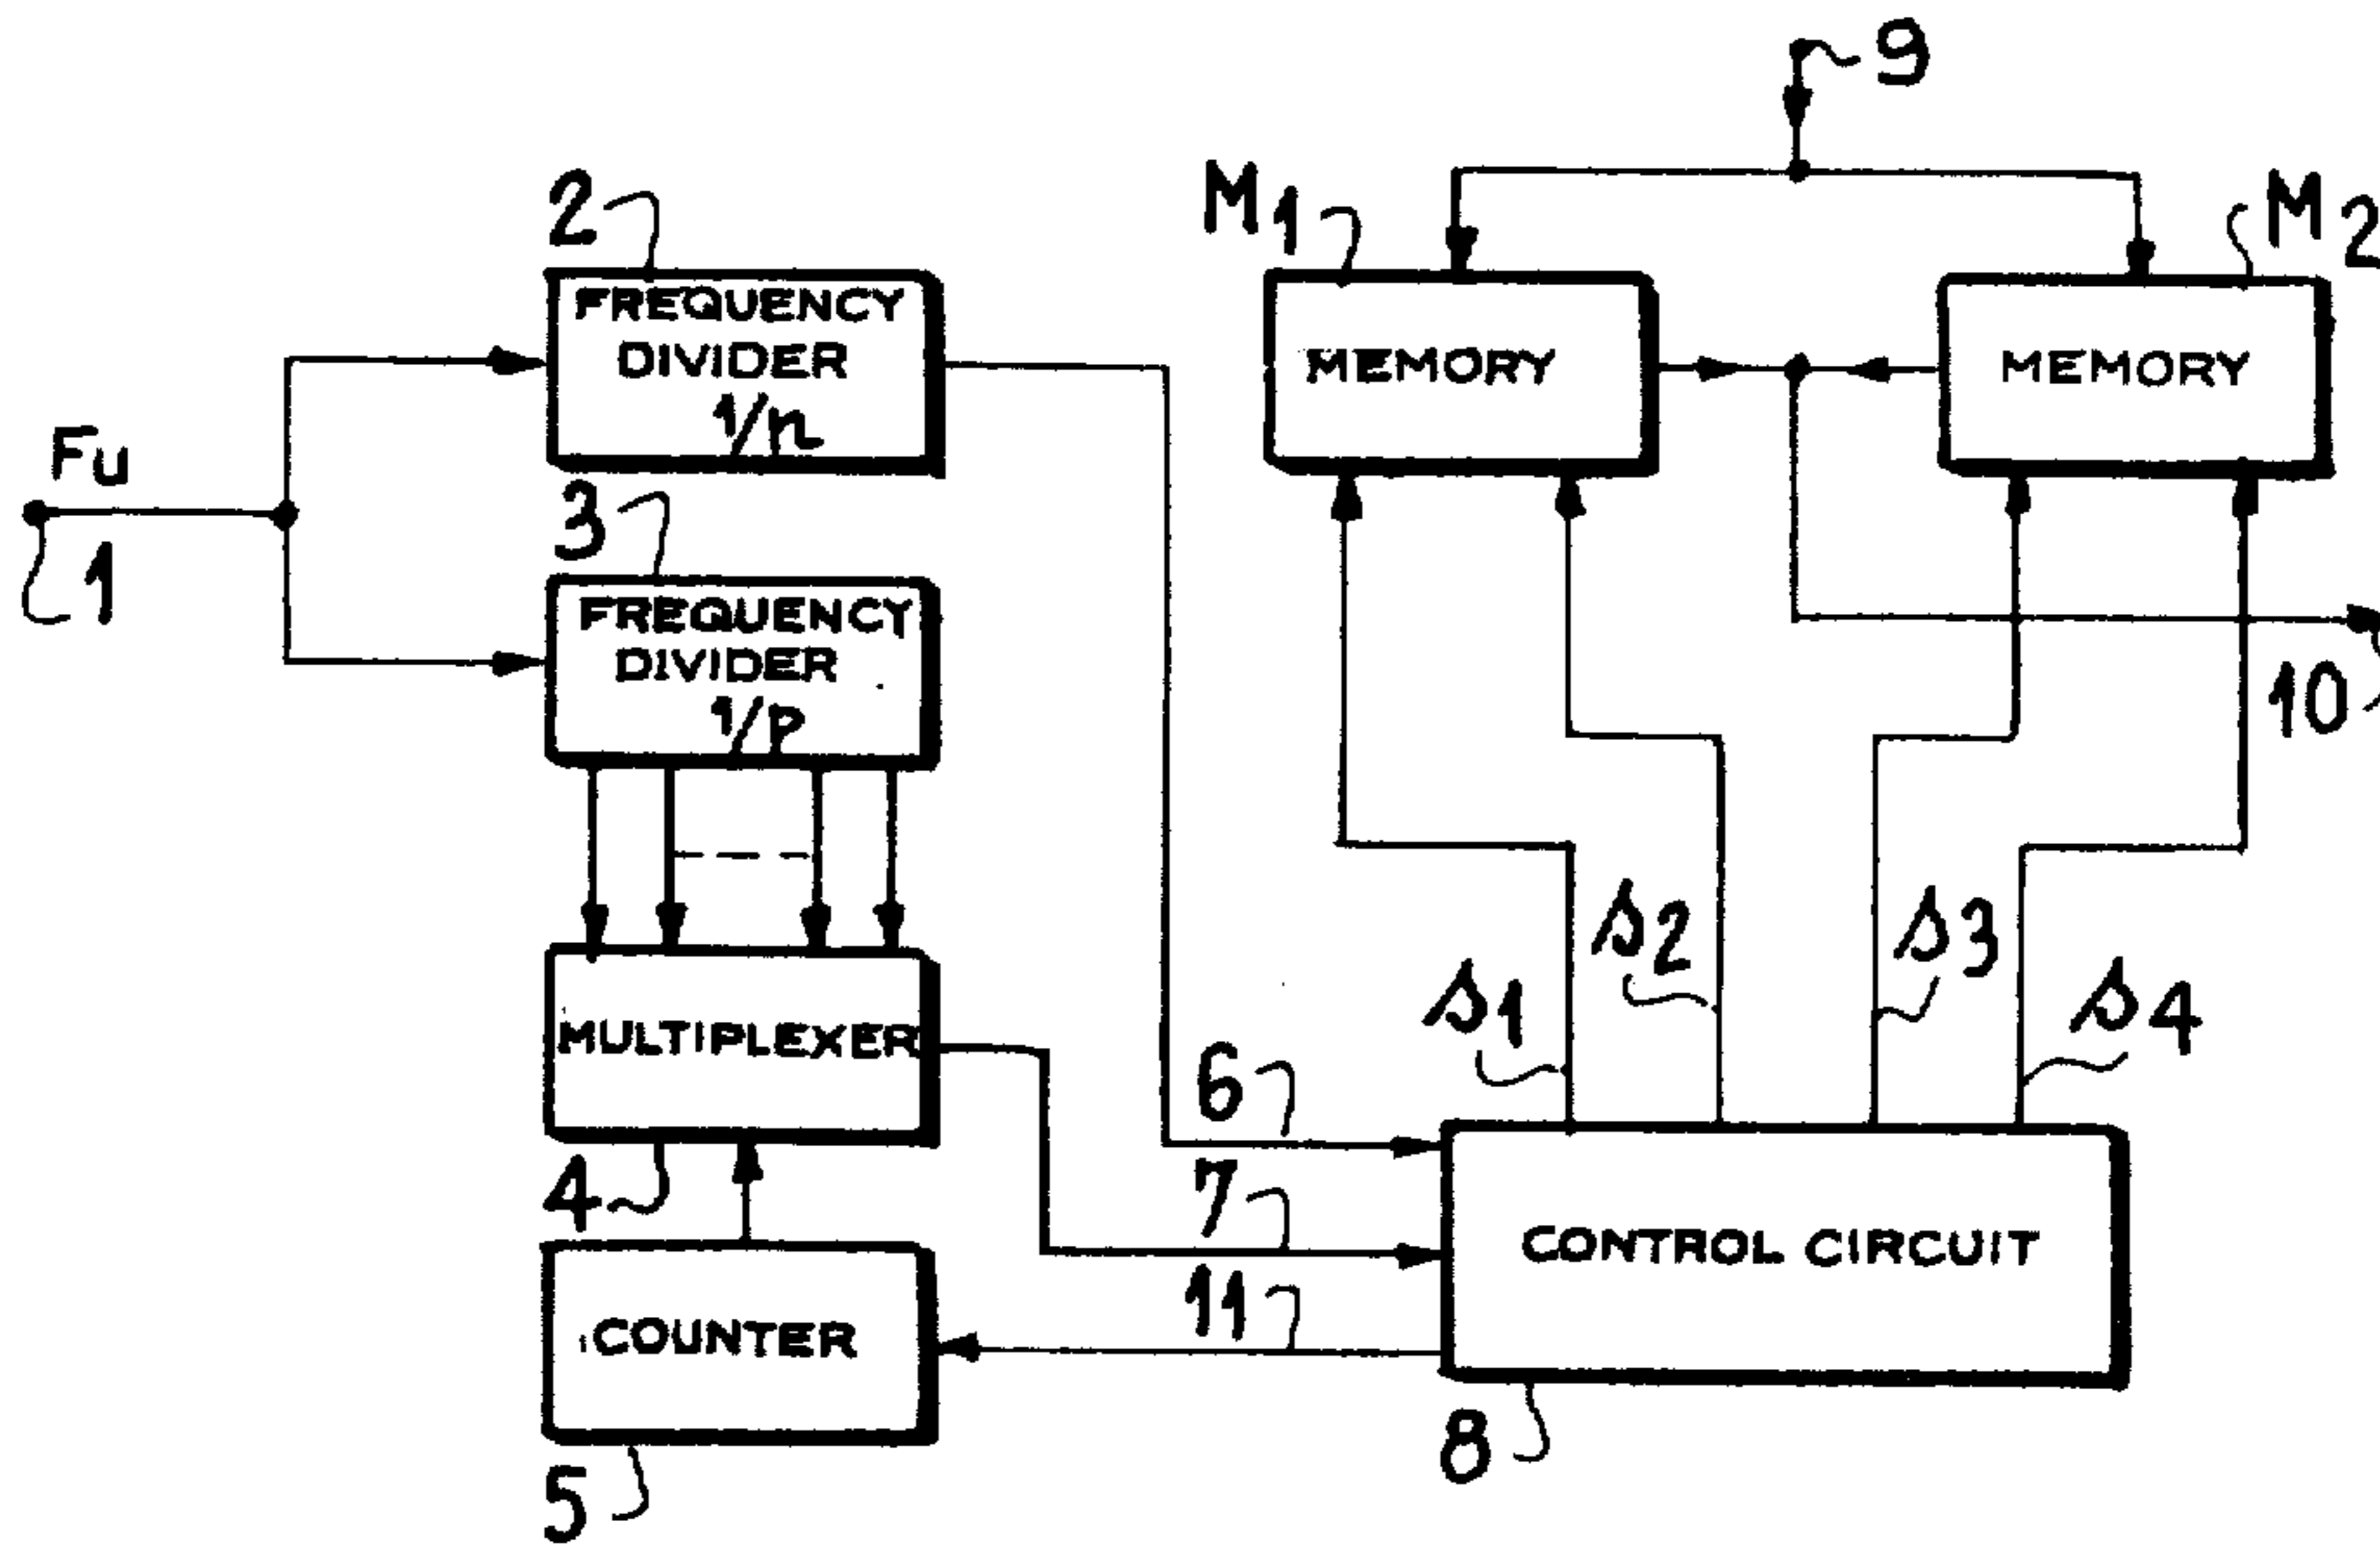 9
2
M1
M2
FREQUENCY
DIVIDER
1/n
MEMORY
MEMORY
Fu
1
3
FREQUENCY
DIVIDER
1/p
10
s1
s2
s3
s4
MULTIPLEXER
6
4
7
CONTROL CIRCUIT
11
COUNTER
8
5